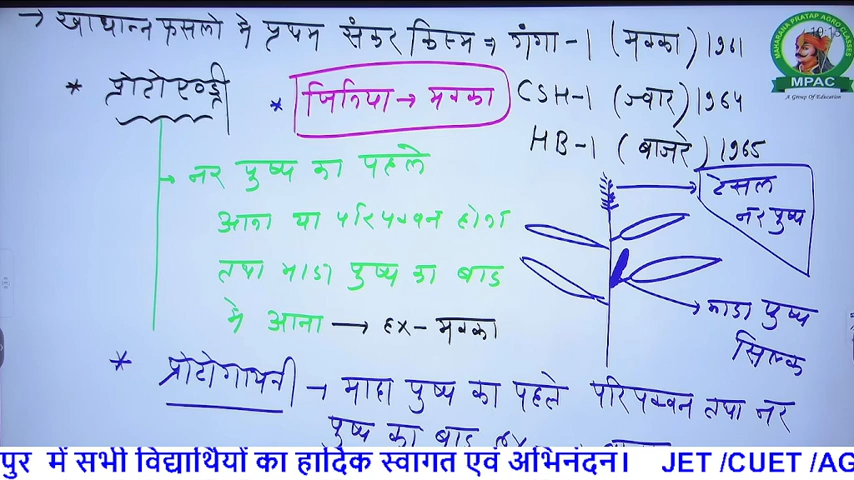 → खाद्यान्न फसलो मे प्रथम संकर किस्म ⇒ गंगा-1 (मक्का) 1961
* प्रोटोएण्ड्री
* जिनिया → मक्का
CSH-1 (ज्वार) 1964
HB-1 (बाजरे) 1965
→ नर पुष्प का पहले
आना या परिपक्वन होना
तथा मादा पुष्प का बाद
मे आना → Ex- मक्का
टेसल
नर पुष्प
मादा पुष्प
सिल्क
* प्रोटोगायनी → मादा पुष्प का पहले परिपक्वन तथा नर
पुष्प का बाद Ex
पुर में सभी विद्यार्थियों का हार्दिक स्वागत एवं अभिनंदन। JET /CUET /AG
MAHARANA PRATAP AGRO CLASSES
MPAC
A Group Of Education